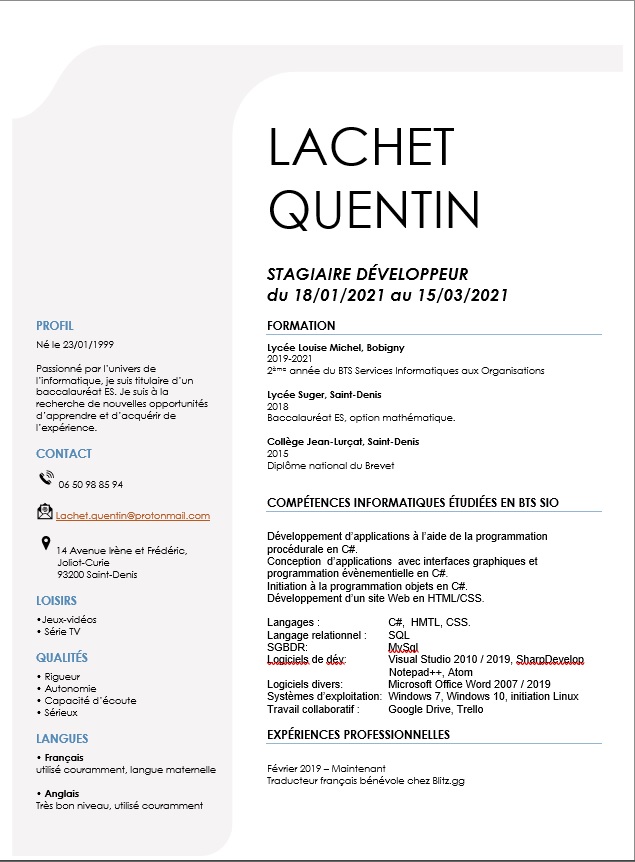 LACHET
QUENTIN
STAGIAIRE DÉVELOPPEUR
du 18/01/2021 au 15/03/2021
PROFIL
Né le 23/01/1999
Passionné par l'univers de
l'informatique, je suis titulaire d'un
baccalauréat ES. Je suis à la
recherche de nouvelles opportunités
d'apprendre et d'acquérir de
l'expérience.
CONTACT
06 50 98 85 94
Lachet.quentin@protonmail.com
14 Avenue Irène et Frédéric,
Joliot-Curie
93200 Saint-Denis
LOISIRS
•Jeux-vidéos
• Série TV
QUALITÉS
• Rigueur
• Autonomie
• Capacité d'écoute
• Sérieux
LANGUES
• Français
utilisé couramment, langue maternelle
• Anglais
Très bon niveau, utilisé couramment
FORMATION
Lycée Louise Michel, Bobigny
2019-2021
2ème année du BTS Services Informatiques aux Organisations
Lycée Suger, Saint-Denis
2018
Baccalauréat ES, option mathématique.
Collège Jean-Lurçat, Saint-Denis
2015
Diplôme national du Brevet
COMPÉTENCES INFORMATIQUES ÉTUDIÉES EN BTS SIO
Développement d'applications à l'aide de la programmation
procédurale en C#.
Conception d'applications avec interfaces graphiques et
programmation évènementielle en C#.
Initiation à la programmation objets en C#.
Développement d'un site Web en HTML/CSS.
Langages : C#, HMTL, CSS.
Langage relationnel : SQL
SGBDR: MySql
Logiciels de dév: Visual Studio 2010 / 2019, SharpDevelop
Notepad++, Atom
Logiciels divers: Microsoft Office Word 2007 / 2019
Systèmes d'exploitation: Windows 7, Windows 10, initiation Linux
Travail collaboratif : Google Drive, Trello
EXPÉRIENCES PROFESSIONNELLES
Février 2019 – Maintenant
Traducteur français bénévole chez Blitz.gg